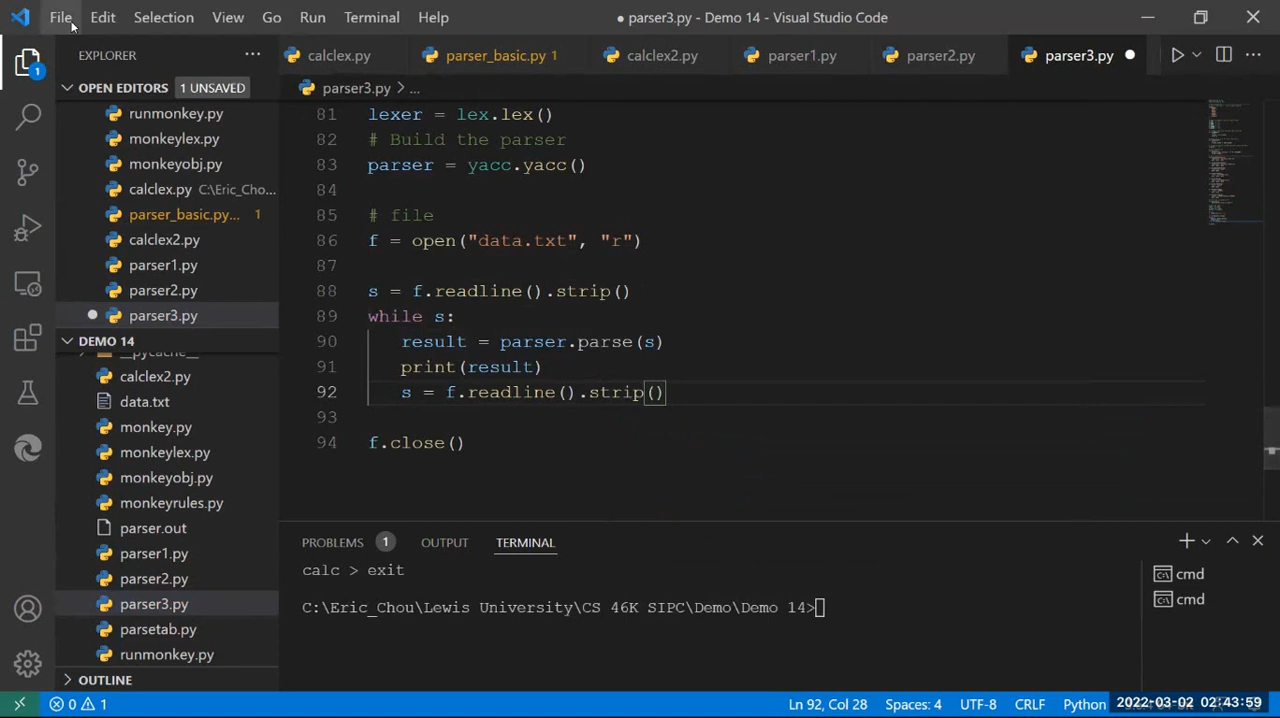 File Edit Selection View Go Run Terminal Help ● parser3.py - Demo 14 - Visual Studio Code
EXPLORER
calclex.py parser_basic.py 1 calclex2.py parser1.py parser2.py parser3.py
OPEN EDITORS 1 UNSAVED
1
runmonkey.py
monkeylex.py
monkeyobj.py
calclex.py C:\Eric_Cho...
parser_basic.py... 1
calclex2.py
parser1.py
parser2.py
parser3.py
DEMO 14
__pycache__
calclex2.py
data.txt
monkey.py
monkeylex.py
monkeyobj.py
monkeyrules.py
parser.out
parser1.py
parser2.py
parser3.py
parsetab.py
runmonkey.py
OUTLINE
parser3.py > ...
81 lexer = lex.lex()
82 # Build the parser
83 parser = yacc.yacc()
84
85 # file
86 f = open("data.txt", "r")
87
88 s = f.readline().strip()
89 while s:
90 result = parser.parse(s)
91 print(result)
92 s = f.readline().strip()
93
94 f.close()
PROBLEMS 1 OUTPUT TERMINAL
calc > exit
C:\Eric_Chou\Lewis University\CS 46K SIPC\Demo\Demo 14>
cmd
cmd
0 1 Ln 92, Col 28 Spaces: 4 UTF-8 CRLF Python
2022-03-02 02:43:59